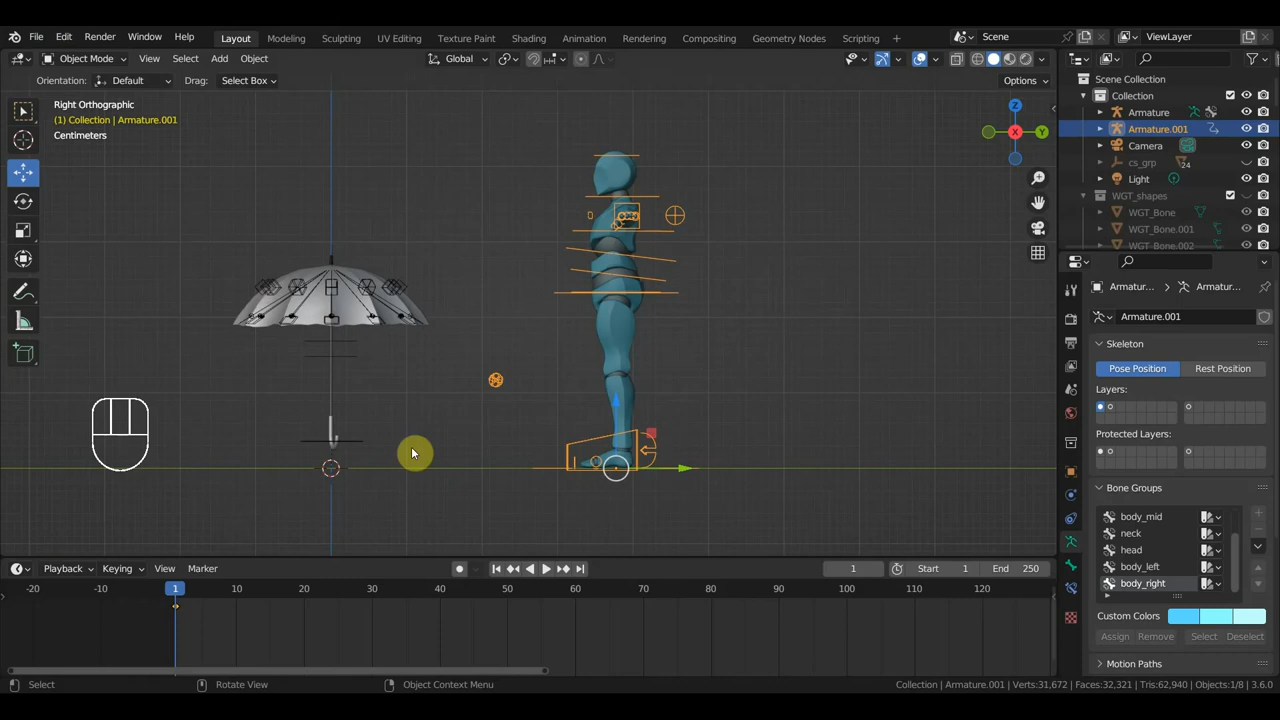 File Edit Render Window Help Layout Modeling Sculpting UV Editing Texture Paint Shading Animation Rendering Compositing Geometry Nodes Scripting + Scene ViewLayer
Object Mode View Select Add Object Global
Orientation: Default Drag: Select Box Options
Right Orthographic
(1) Collection | Armature.001
Centimeters
Z
X
Y
Scene Collection
Collection
Armature
Armature.001
Camera
cs_grp 24
Light
WGT_shapes
WGT_Bone
WGT_Bone.001
WGT_Bone.002
Armatur... Armatur...
Armature.001
Skeleton
Pose Position Rest Position
Layers:
Protected Layers:
Bone Groups
body_mid
neck
head
body_left
body_right
Custom Colors
Assign Remove Select Deselect
Motion Paths
Playback Keying View Marker 1 Start 1 End 250
-20 -10 1 10 20 30 40 50 60 70 80 90 100 110 120 130
Select Rotate View Object Context Menu Collection | Armature.001 | Verts:31,672 | Faces:32,321 | Tris:62,940 | Objects:1/8 | 3.6.0